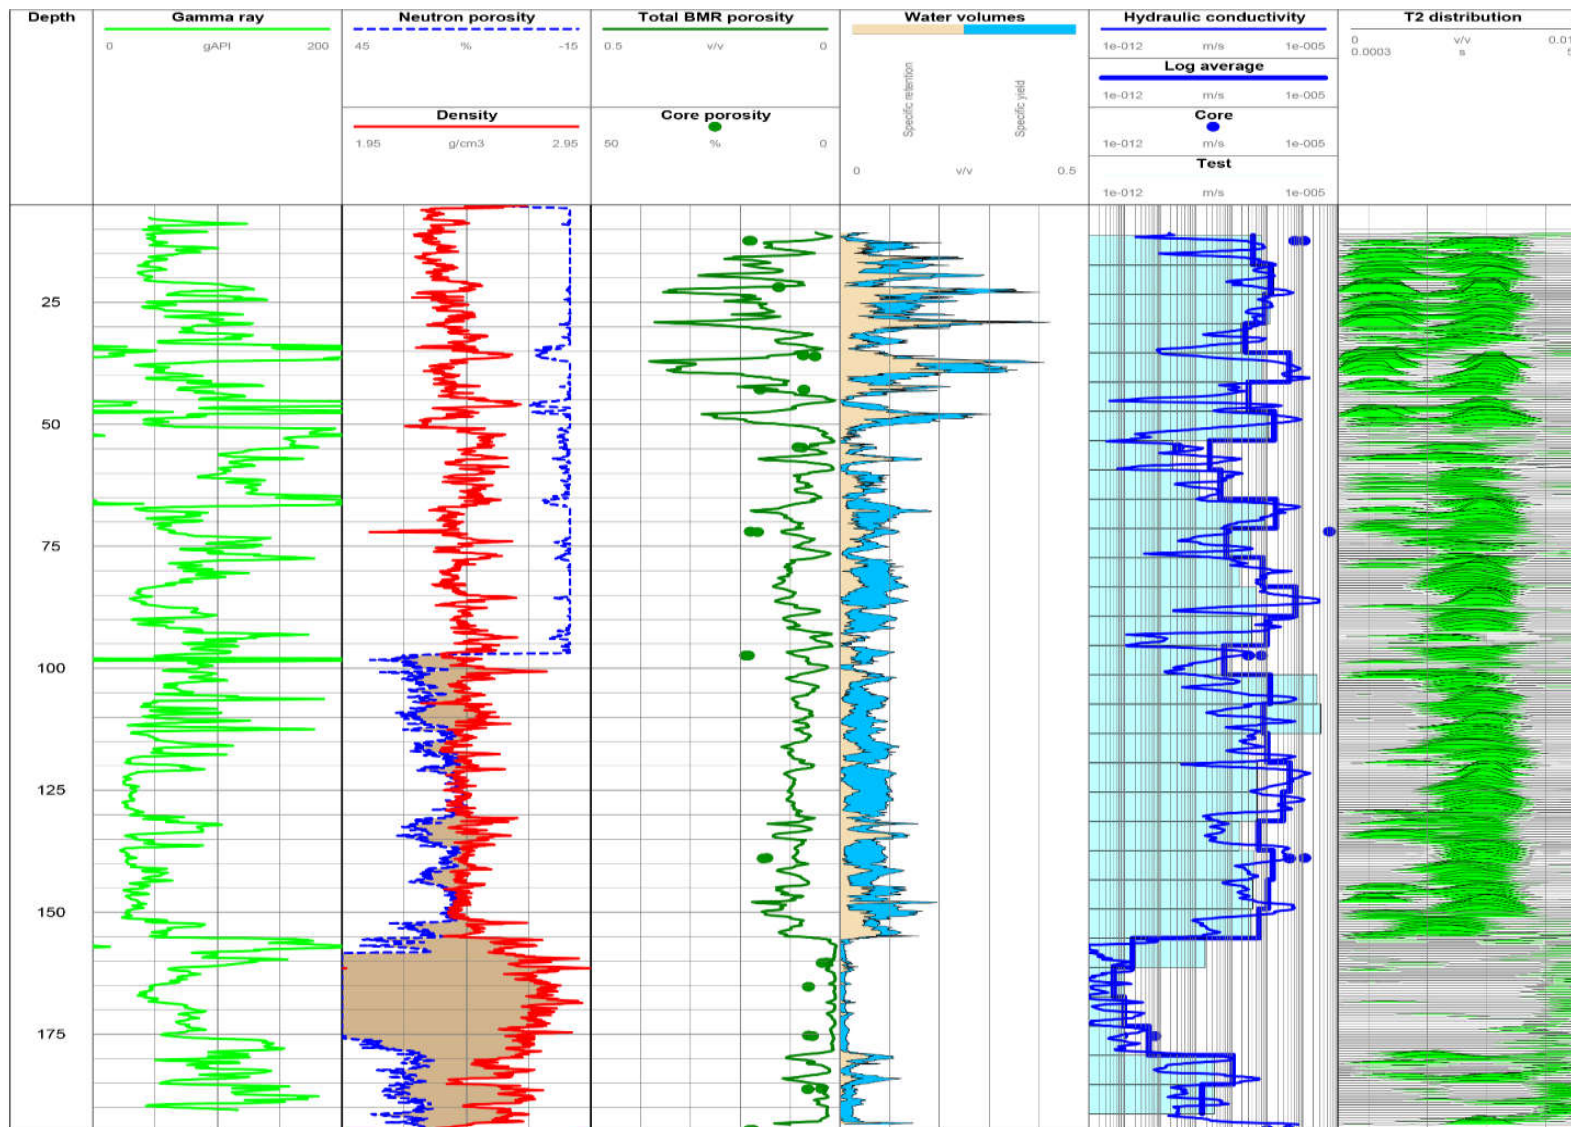 Depth Gamma ray Neutron porosity Total BMR porosity Water volumes Hydraulic conductivity T2 distribution
0 gAPI 200 45 % -15 0.5 v/v 0 1e-012 m/s 1e-005 0 v/v 0.01
0.0003 s 5
Log average
1e-012 m/s 1e-005
Density Core porosity Specific retention Specific yield Core
1.95 g/cm3 2.95 50 % 0 1e-012 m/s 1e-005
Test
0 v/v 0.5
1e-012 m/s 1e-005
25
50
75
100
125
150
175